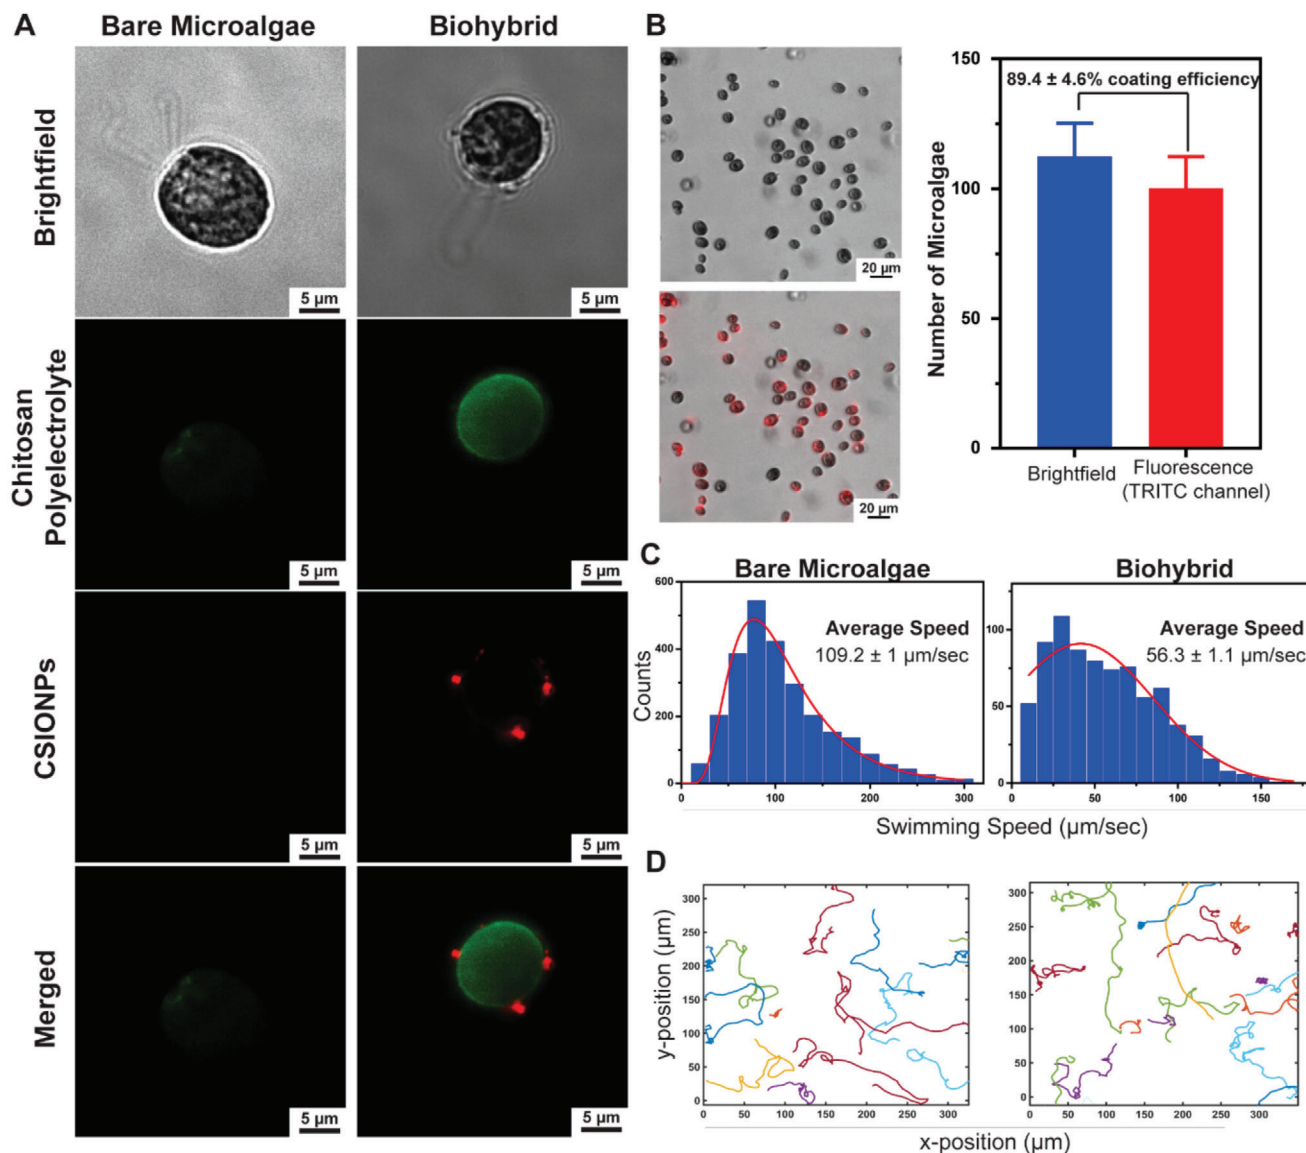 A
Bare Microalgae
Biohybrid
Brightfield
5 µm
5 µm
Chitosan
Polyelectrolyte
5 µm
5 µm
CSIONPs
5 µm
5 µm
Merged
5 µm
5 µm
B
20 µm
20 µm
150
100
50
0
Number of Microalgae
89.4 ± 4.6% coating efficiency
Brightfield
Fluorescence
(TRITC channel)
C
Bare Microalgae
Biohybrid
600
400
200
0
Counts
Average Speed
109.2 ± 1 µm/sec
0 100 200 300
100
50
0
Average Speed
56.3 ± 1.1 µm/sec
0 50 100 150
Swimming Speed (µm/sec)
D
y-position (µm)
300
250
200
150
100
50
0
0 50 100 150 200 250 300
300
250
200
150
100
50
0
0 50 100 150 200 250 300 350
x-position (µm)